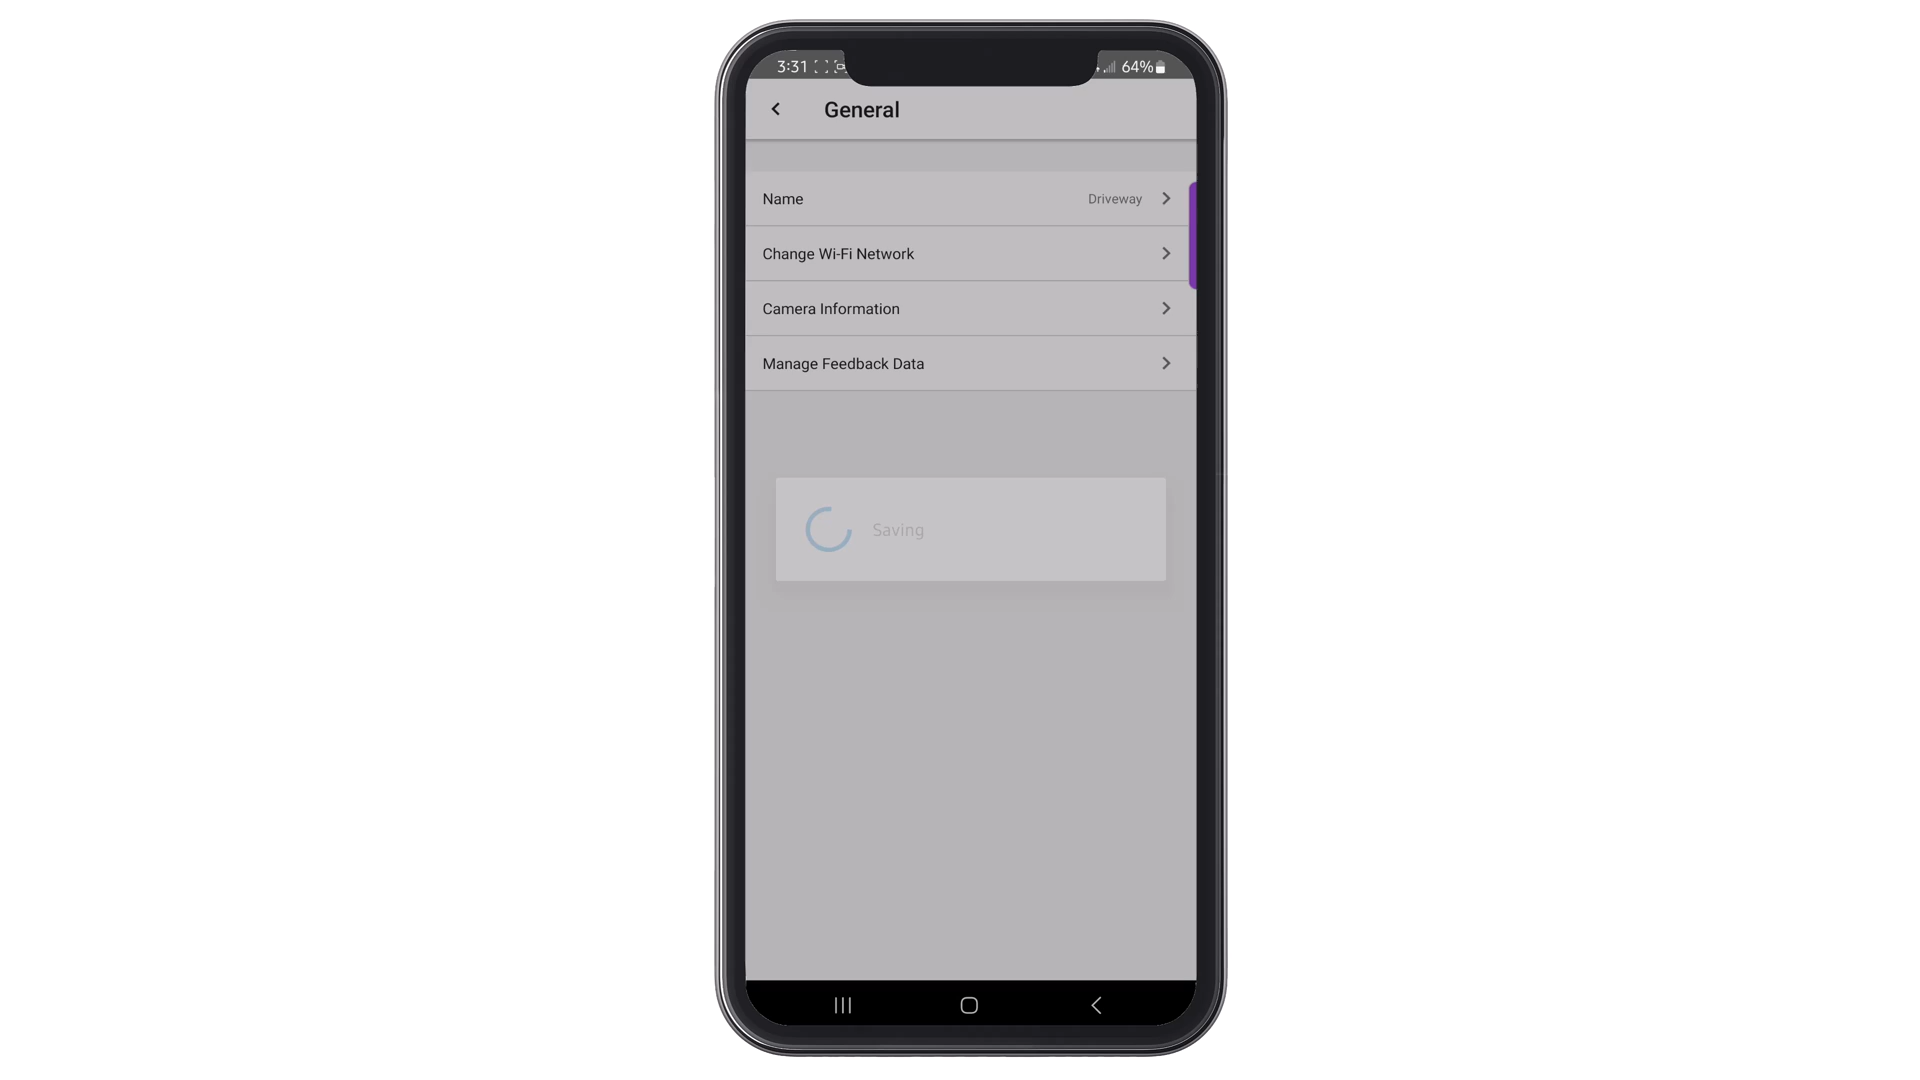 3:31 64%
General
Name Driveway
Change Wi-Fi Network
Camera Information
Manage Feedback Data
Saving